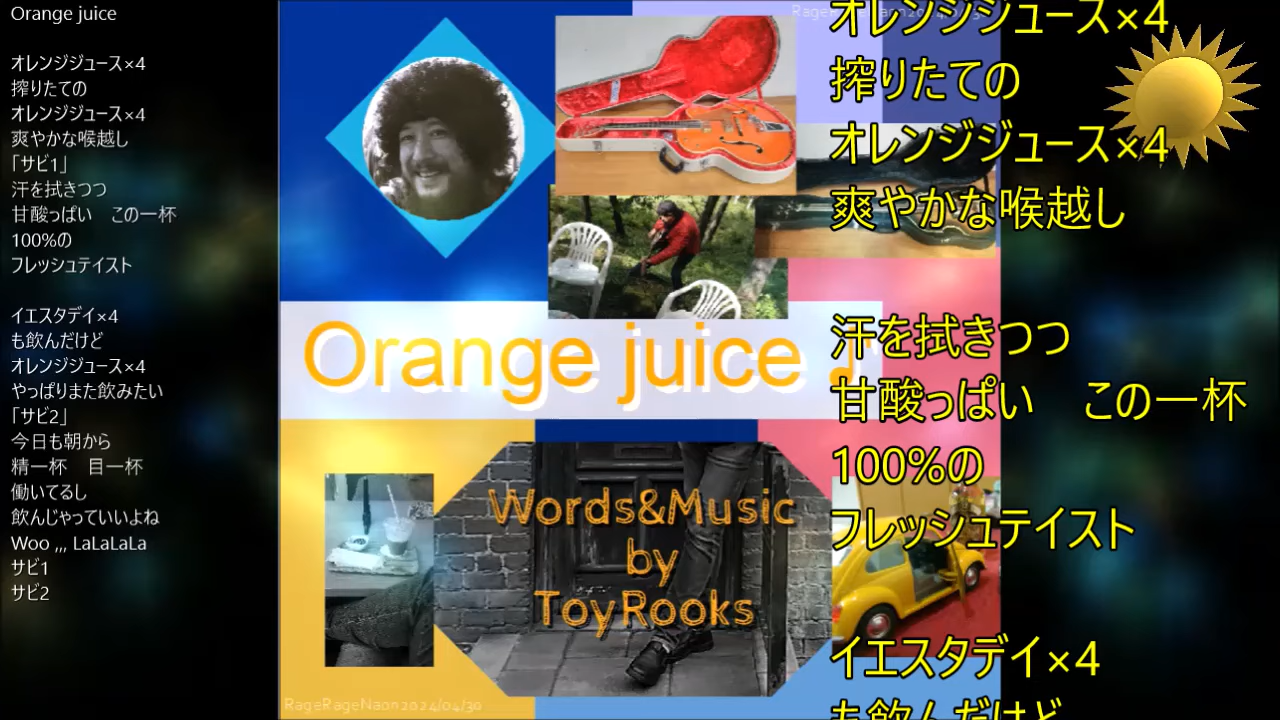 Orange juice
オレンジジュース×4
搾りたての
オレンジジュース×4
爽やかな喉越し
「サビ1」
汗を拭きつつ
甘酸っぱい　この一杯
100%の
フレッシュテイスト
イエスタデイ×4
も飲んだけど
オレンジジュース×4
やっぱりまた飲みたい
「サビ2」
今日も朝から
精一杯　目一杯
働いてるし
飲んじゃっていいよね
Woo ,,, LaLaLaLa
サビ1
サビ2
Orange juice ♪
Words&Music
by
ToyRooks
RageRageNaon2024/04/30
オレンジジュース×4
搾りたての
オレンジジュース×4
爽やかな喉越し
汗を拭きつつ
甘酸っぱい　この一杯
100%の
フレッシュテイスト
イエスタデイ×4
も飲んだけど